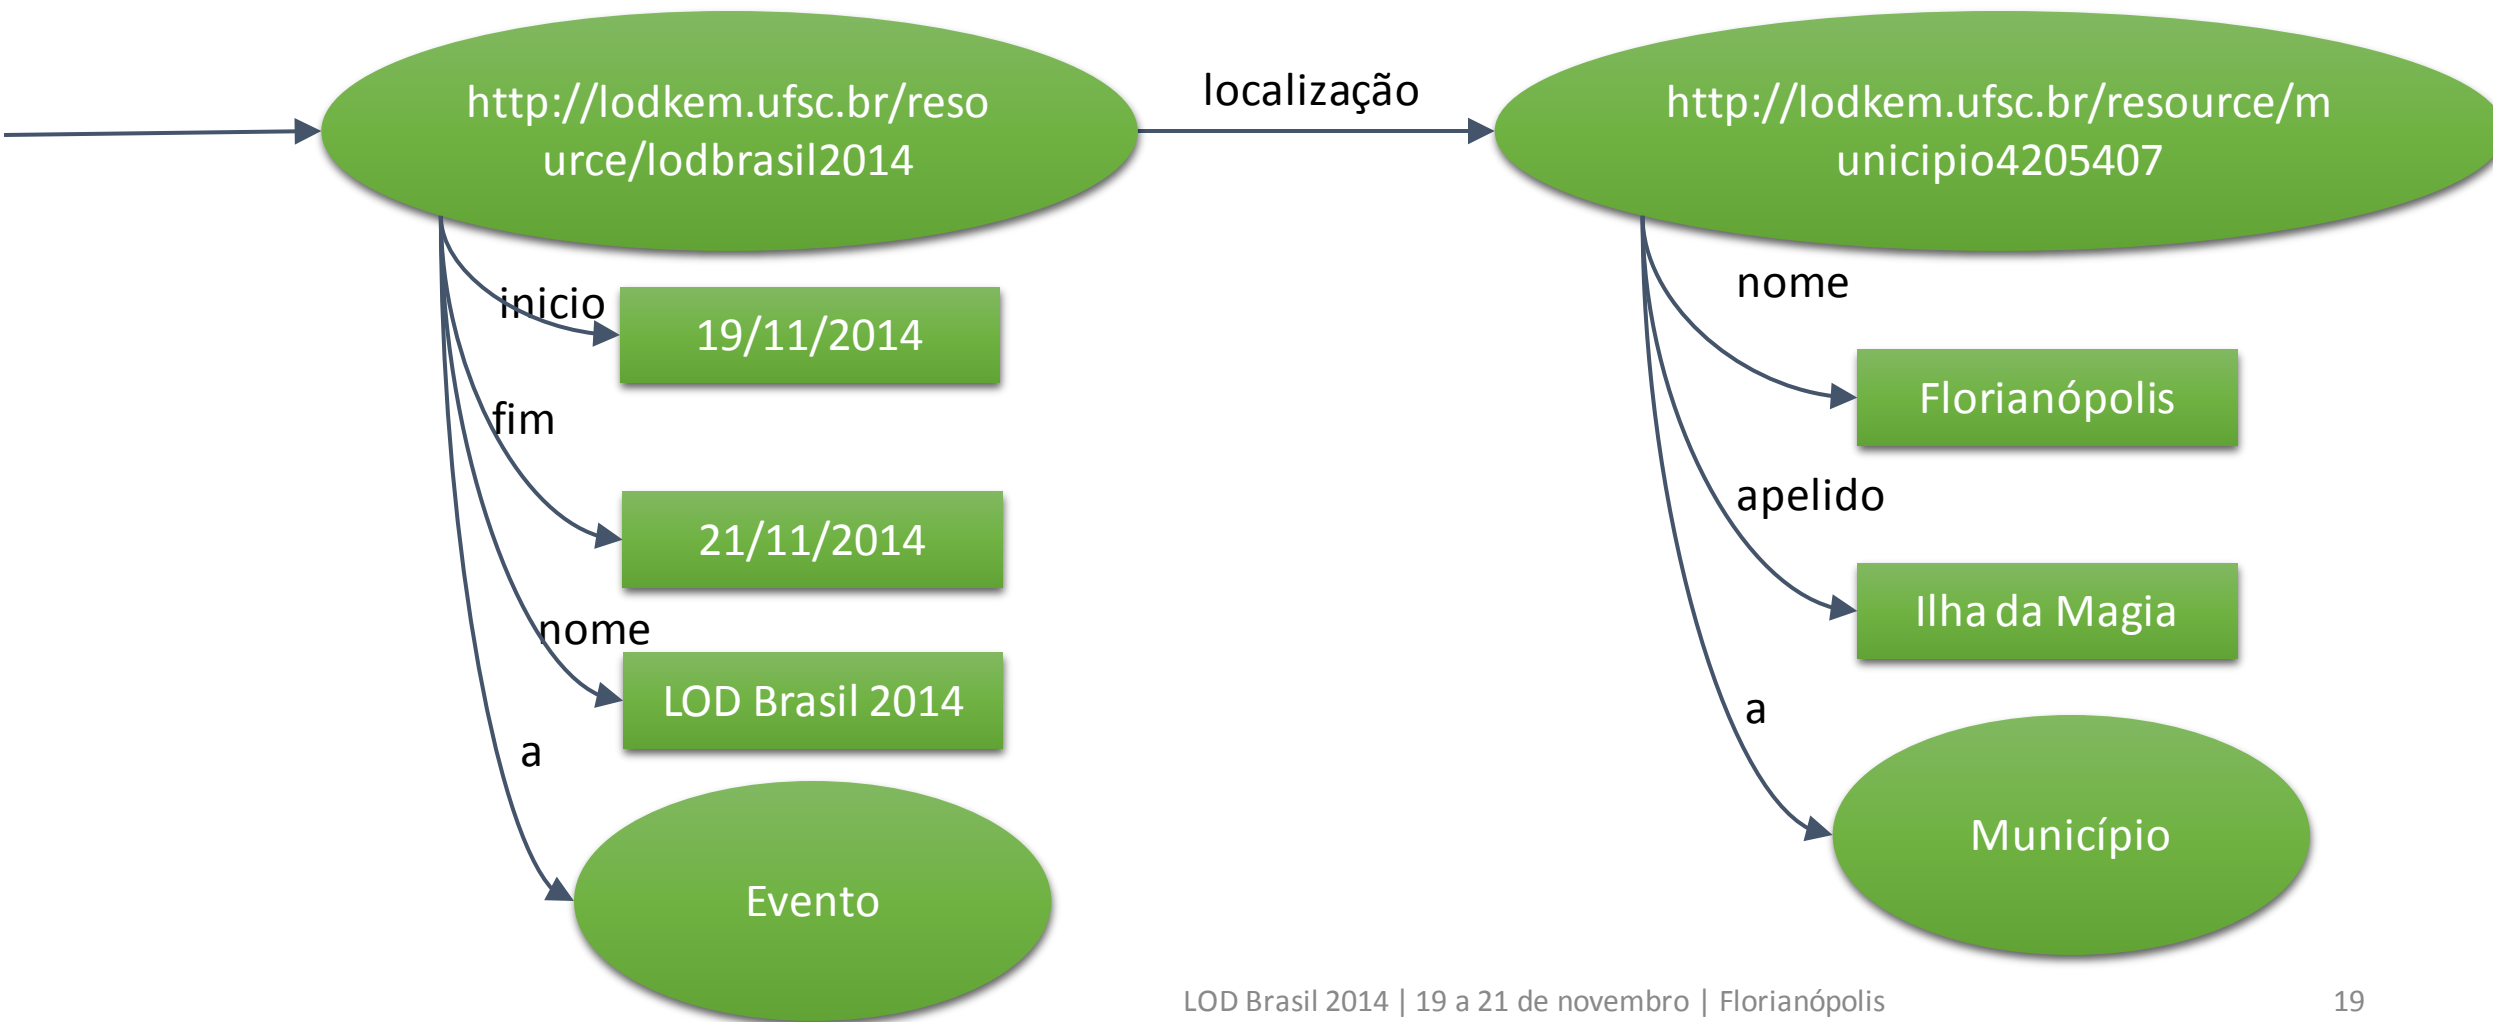 http://lodkem.ufsc.br/reso
urce/lodbrasil2014
localização
http://lodkem.ufsc.br/resource/m
unicipio4205407
inicio
19/11/2014
fim
21/11/2014
nome
LOD Brasil 2014
a
Evento
nome
Florianópolis
apelido
Ilha da Magia
a
Município
LOD Brasil 2014 | 19 a 21 de novembro | Florianópolis
19